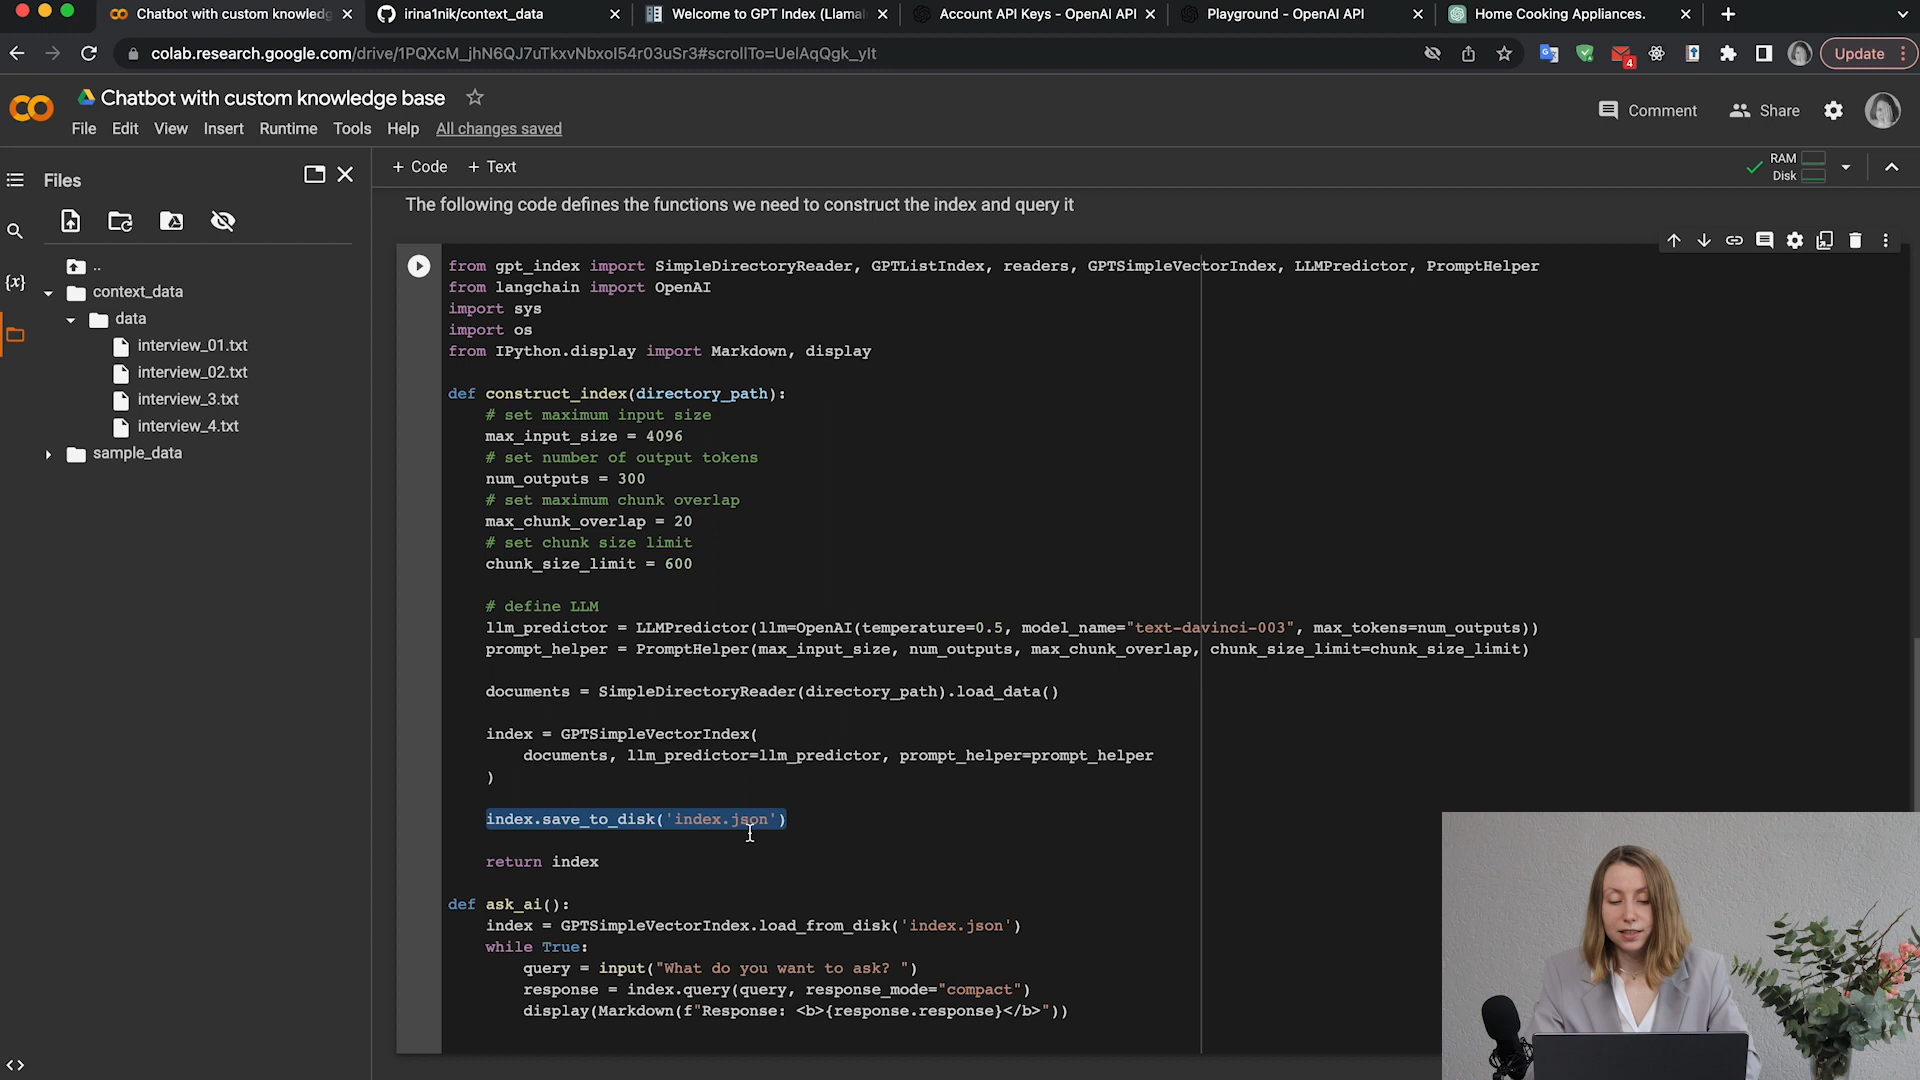 Chatbot with custom knowledg
irina1nik/context_data
Welcome to GPT Index (Llama
Account API Keys - OpenAI API
Playground - OpenAI API
Home Cooking Appliances.
colab.research.google.com/drive/1PQXcM_jhN6QJ7uTkxvNbxoI54r03uSr3#scrollTo=UelAqQgk_yIt
4
Update
Chatbot with custom knowledge base
File Edit View Insert Runtime Tools Help All changes saved
Comment
Share
Files
+ Code + Text
RAM
Disk
..
context_data
data
interview_01.txt
interview_02.txt
interview_3.txt
interview_4.txt
sample_data
{x}
The following code defines the functions we need to construct the index and query it
from gpt_index import SimpleDirectoryReader, GPTListIndex, readers, GPTSimpleVectorIndex, LLMPredictor, PromptHelper
from langchain import OpenAI
import sys
import os
from IPython.display import Markdown, display
def construct_index(directory_path):
# set maximum input size
max_input_size = 4096
# set number of output tokens
num_outputs = 300
# set maximum chunk overlap
max_chunk_overlap = 20
# set chunk size limit
chunk_size_limit = 600
# define LLM
llm_predictor = LLMPredictor(llm=OpenAI(temperature=0.5, model_name="text-davinci-003", max_tokens=num_outputs))
prompt_helper = PromptHelper(max_input_size, num_outputs, max_chunk_overlap, chunk_size_limit=chunk_size_limit)
documents = SimpleDirectoryReader(directory_path).load_data()
index = GPTSimpleVectorIndex(
documents, llm_predictor=llm_predictor, prompt_helper=prompt_helper
)
index.save_to_disk('index.json')
return index
def ask_ai():
index = GPTSimpleVectorIndex.load_from_disk('index.json')
while True:
query = input("What do you want to ask? ")
response = index.query(query, response_mode="compact")
display(Markdown(f"Response: <b>{response.response}</b>"))